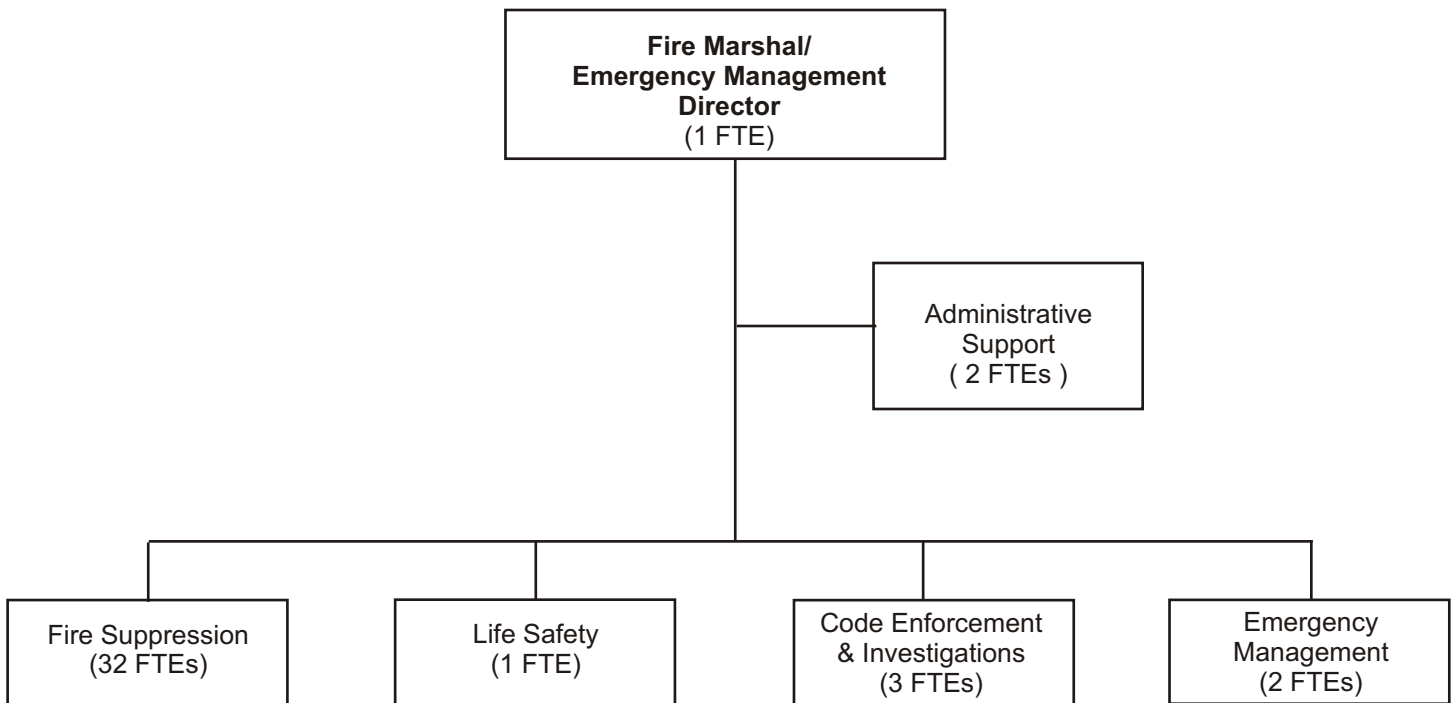 Fire Marshal/
Emergency Management
Director
(1 FTE)
Administrative
Support
( 2 FTEs )
Fire Suppression
(32 FTEs)
Life Safety
(1 FTE)
Code Enforcement
& Investigations
(3 FTEs)
Emergency
Management
(2 FTEs)